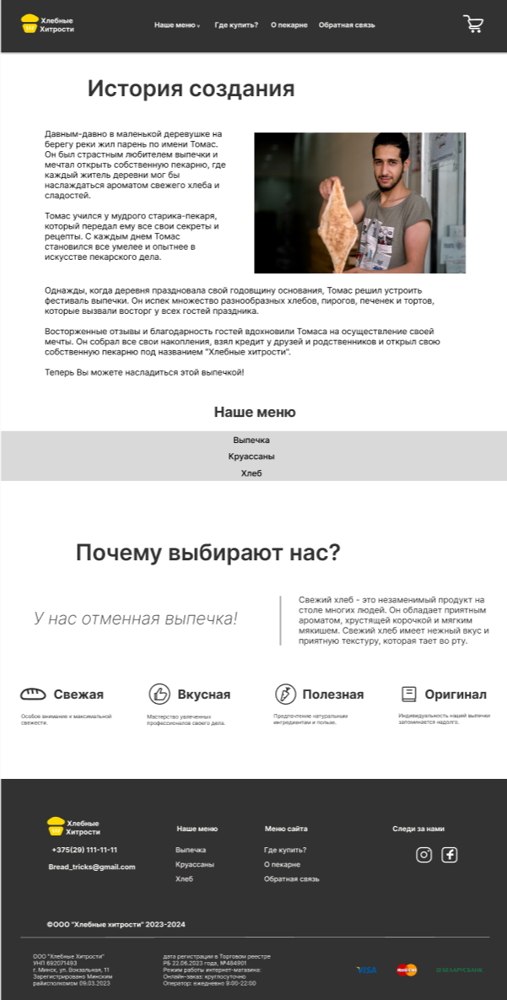 Хлебные
Хитрости
Наше меню
Где купить?
О пекарне
Обратная связь
История создания
Давным-давно в маленькой деревушке на
берегу реки жил парень по имени Томас.
Он был страстным любителем выпечки и
мечтал открыть собственную пекарню, где
каждый житель деревни мог бы
наслаждаться ароматом свежего хлеба и
сладостей.
Томас учился у мудрого старика-пекаря,
который передал ему все свои секреты и
рецепты. С каждым днем Томас
становился все умелее и опытнее в
искусстве пекарского дела.
Однажды, когда деревня праздновала свой годовщину основания, Томас решил устроить
фестиваль выпечки. Он испек множество разнообразных хлебов, пирогов, печенек и тортов,
которые вызвали восторг у всех гостей праздника.
Восторженные отзывы и благодарность гостей вдохновили Томаса на осуществление своей
мечты. Он собрал все свои накопления, взял кредит у друзей и родственников и открыл свою
собственную пекарню под названием "Хлебные хитрости".
Теперь Вы можете насладиться этой выпечкой!
Наше меню
Выпечка
Круассаны
Хлеб
Почему выбирают нас?
У нас отменная выпечка!
Свежий хлеб - это незаменимый продукт на
столе многих людей. Он обладает приятным
ароматом, хрустящей корочкой и мягким
мякишем. Свежий хлеб имеет нежный вкус и
приятную текстуру, которая тает во рту.
Свежая
Особое внимание к максимальной
свежести.
Вкусная
Мастерство увлеченных
профессионалов своего дела.
Полезная
Предпочтение натуральным
ингредиентам и пользе.
Оригинал
Индивидуальность нашей выпечки
запоминается надолго.
Хлебные
Хитрости
+375(29) 111-11-11
Bread_tricks@gmail.com
Наше меню
Выпечка
Круассаны
Хлеб
Меню сайта
Где купить?
О пекарне
Обратная связь
Следи за нами
©ООО "Хлебные хитрости" 2023-2024
ООО "Хлебные Хитрости"
УНП 692071493
г. Минск, ул. Вокзальная, 11
Зарегистрировано Минским
райисполкомом 09.03.2023
дата регистрации в Торговом реестре
РБ 22.06.2023 года, №484901
Режим работы интернет-магазина:
Онлайн-заказ: круглосуточно
Оператор: ежедневно 9:00-22:00
VISA
MasterCard
БЕЛАРУСБАНК